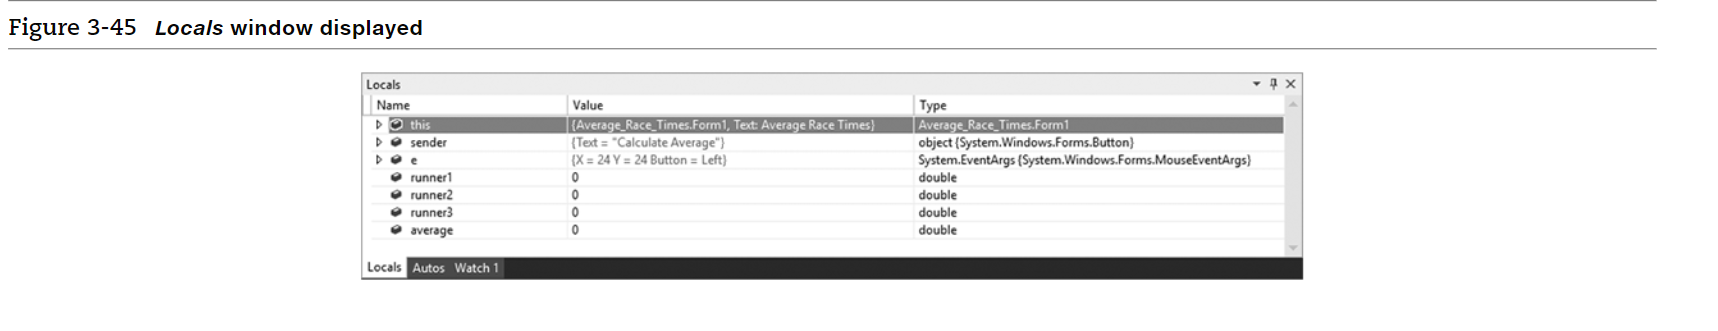 Figure 3-45 Locals window displayed
Locals
Name Value Type
this {Average_Race_Times.Form1, Text: Average Race Times} Average_Race_Times.Form1
sender {Text = "Calculate Average"} object {System.Windows.Forms.Button}
e {X = 24 Y = 24 Button = Left} System.EventArgs {System.Windows.Forms.MouseEventArgs}
runner1 0 double
runner2 0 double
runner3 0 double
average 0 double
Locals Autos Watch 1